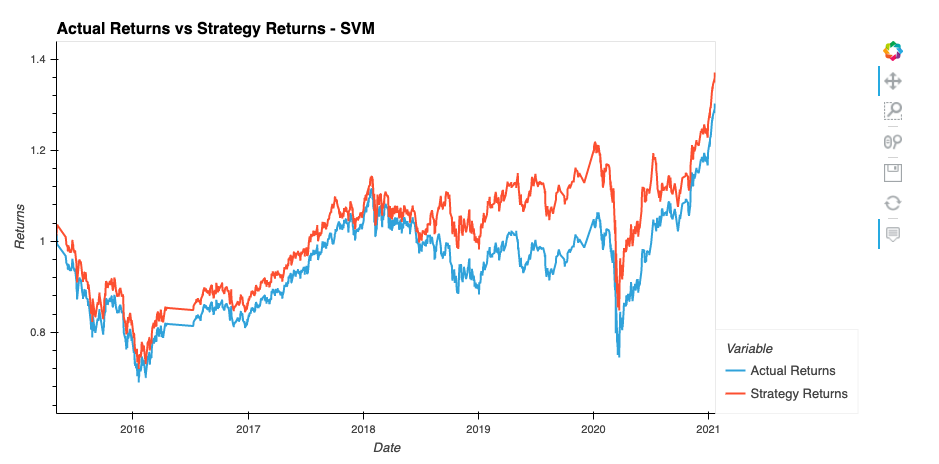 Actual Returns vs Strategy Returns - SVM
1.4
1.2
1
0.8
Returns
2016
2017
2018
2019
2020
2021
Date
Variable
Actual Returns
Strategy Returns